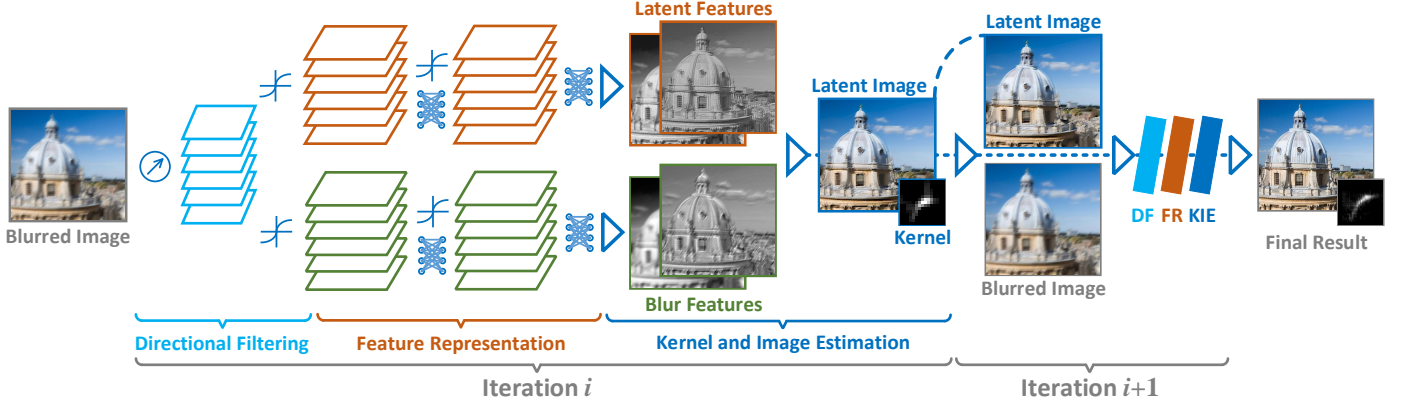 Latent Features
Latent Image
Latent Image
Blurred Image
Kernel
DF FR KIE
Final Result
Blurred Image
Blur Features
Directional Filtering
Feature Representation
Kernel and Image Estimation
Iteration i
Iteration i+1